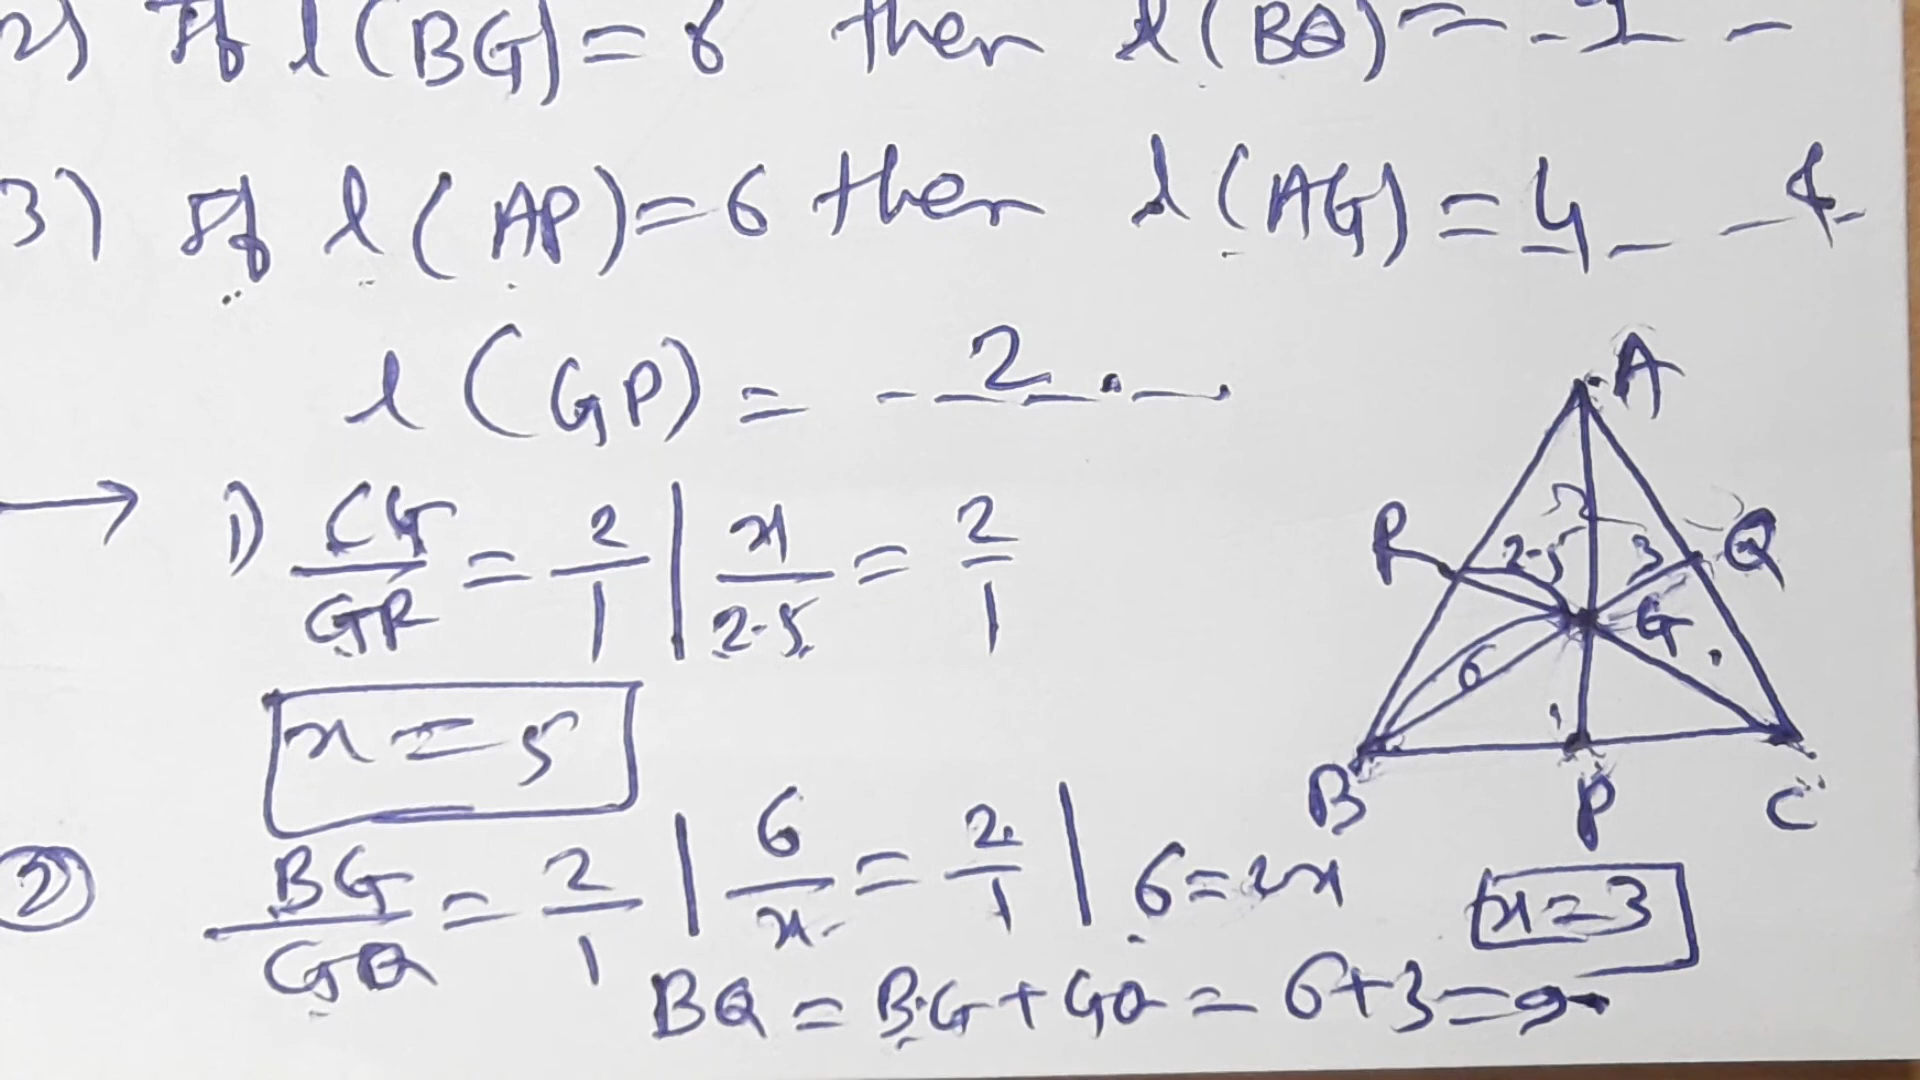 2) If l(BG)=6 then l(BQ)=
3) If l(AP)=6 then l(AG)=4 &
l(GP) = 2
→ 1) CG/GR = 2/1 | x/2.5 = 2/1
x = 5
A
R 2.5 3 Q
G
6
B P C
② BG/GQ = 2/1 | 6/x = 2/1 | 6=2x x=3
BQ = BG+GQ = 6+3=9